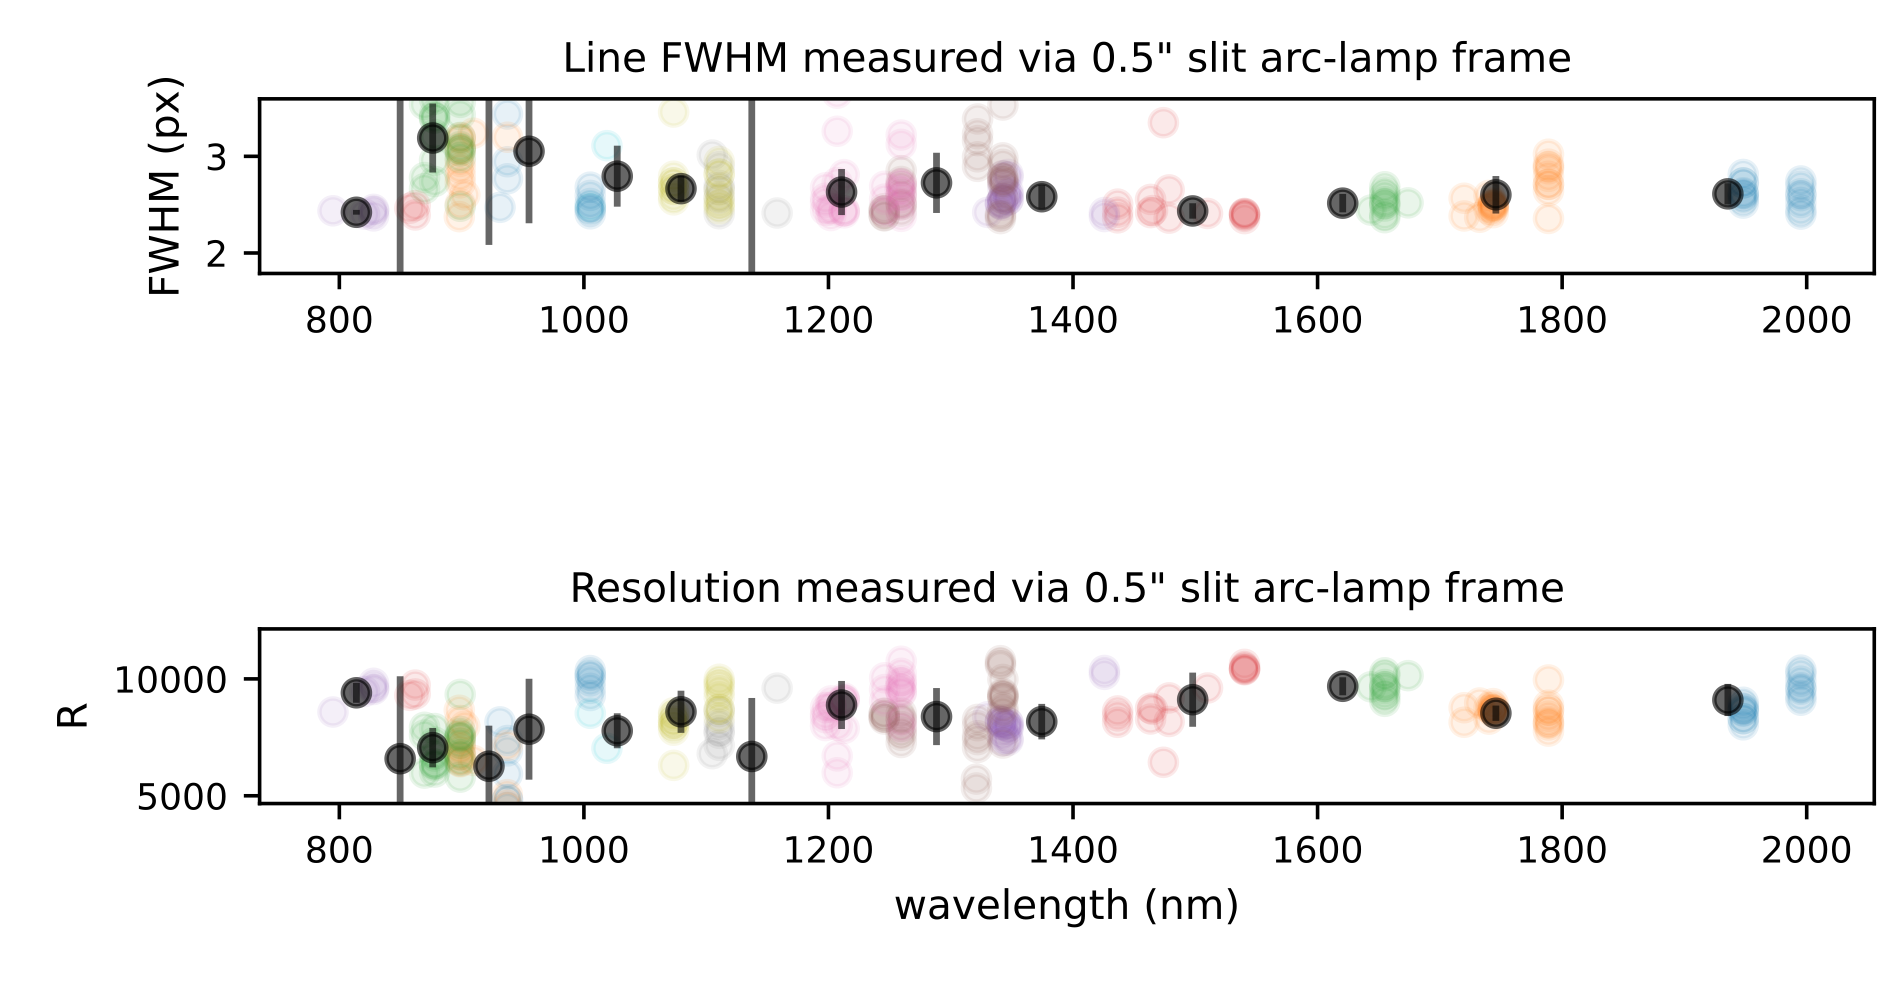 Line FWHM measured via 0.5" slit arc-lamp frame
FWHM (px)
3
2
800 1000 1200 1400 1600 1800 2000
Resolution measured via 0.5" slit arc-lamp frame
R
10000
5000
800 1000 1200 1400 1600 1800 2000
wavelength (nm)